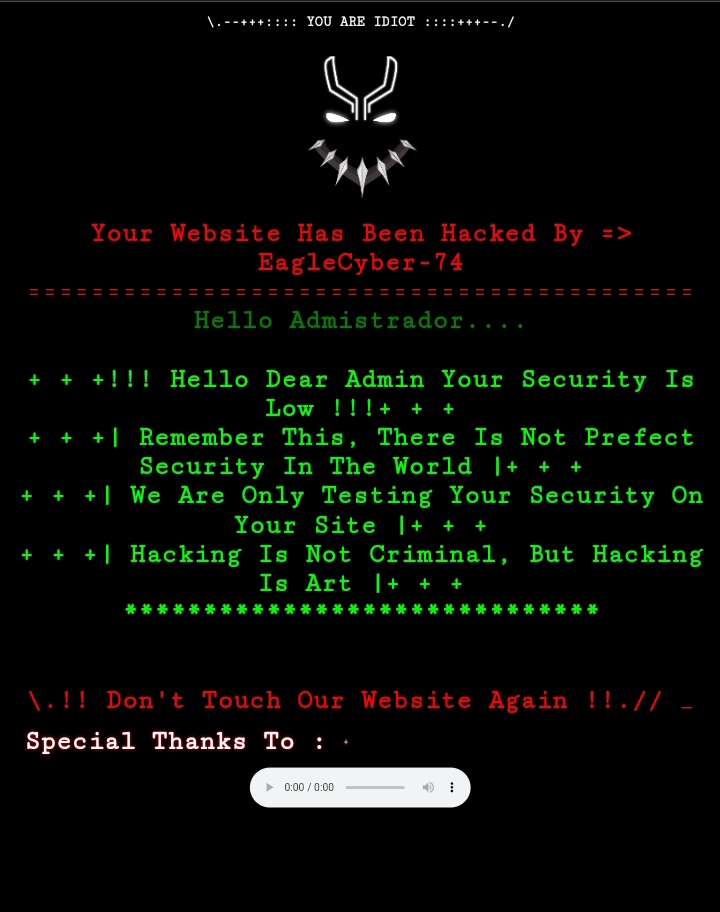 \.--+++:::: YOU ARE IDIOT ::::+++--./
Your Website Has Been Hacked By =>
EagleCyber-74
==========================================
Hello Admistrador....
+ + +!!! Hello Dear Admin Your Security Is
Low !!!+ + +
+ + +| Remember This, There Is Not Prefect
Security In The World |+ + +
+ + +| We Are Only Testing Your Security On
Your Site |+ + +
+ + +| Hacking Is Not Criminal, But Hacking
Is Art |+ + +
******************************
\.!! Don't Touch Our Website Again !!.// _
Special Thanks To :
0:00 / 0:00